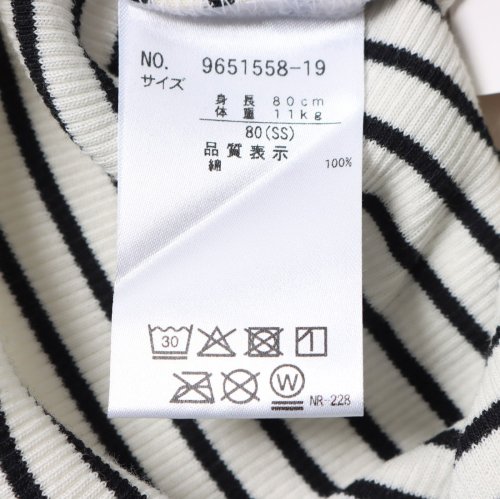 NO. 9651558-19
サイズ
身長 80cm
体重 11kg
80(SS)
品質表示
綿 100%
30
W
NR-228